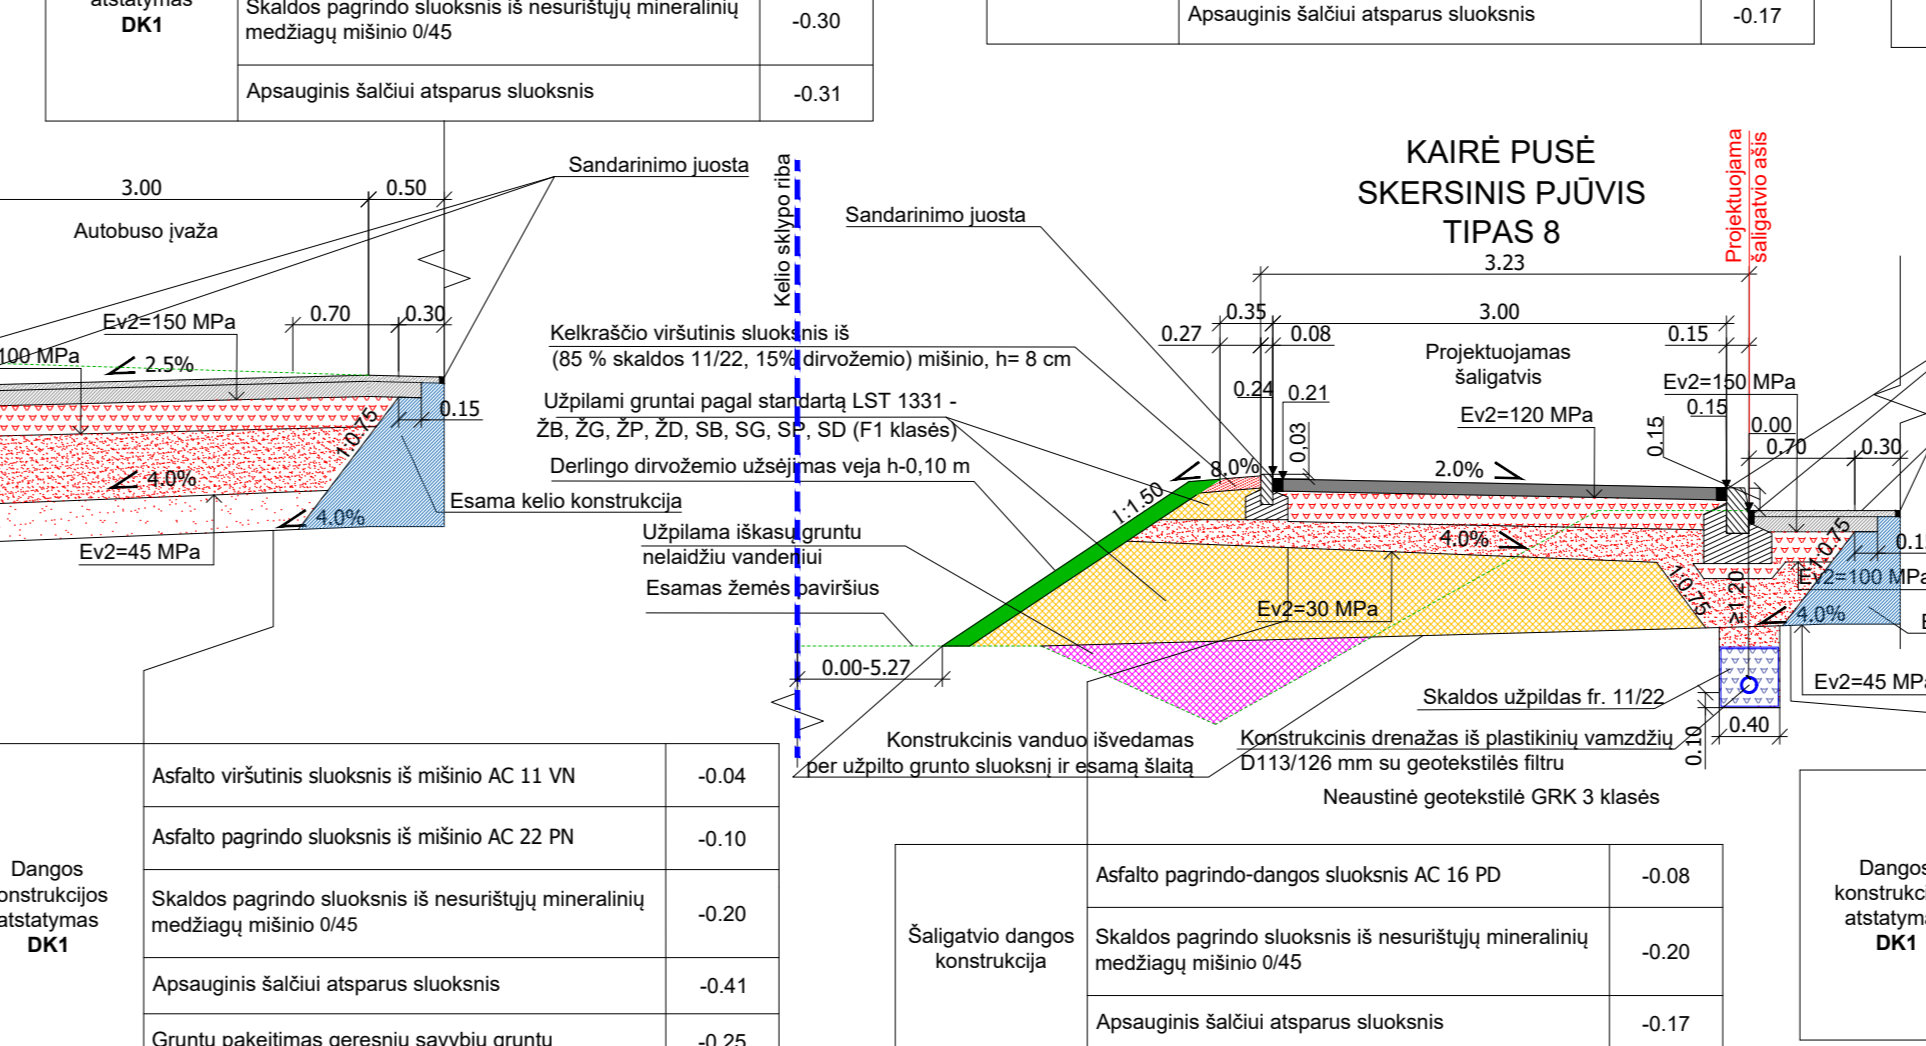 atstatymas
DK1
Skaldos pagrindo sluoksnis iš nesurištųjų mineralinių
medžiagų mišinio 0/45
-0.30
Apsauginis šalčiui atsparus sluoksnis
-0.31
Apsauginis šalčiui atsparus sluoksnis
-0.17
3.00
0.50
Autobuso įvaža
Sandarinimo juosta
0.70
0.30
Ev2=150 MPa
100 MPa
2.5%
0.15
1:0.75
4.0%
4.0%
Esama kelio konstrukcija
Ev2=45 MPa
Kelio sklypo riba
KAIRĖ PUSĖ
SKERSINIS PJŪVIS
TIPAS 8
Projektuojama
šaligatvio ašis
Sandarinimo juosta
3.23
0.35
3.00
0.27
0.08
0.15
Kelkraščio viršutinis sluoksnis iš
(85 % skaldos 11/22, 15% dirvožemio) mišinio, h= 8 cm
Projektuojamas
šaligatvis
Ev2=150 MPa
0.24
0.21
0.15
Užpilami gruntai pagal standartą LST 1331 -
ŽB, ŽG, ŽP, ŽD, SB, SG, SP, SD (F1 klasės)
Ev2=120 MPa
0.00
0,03
0.15
0.70
0.30
Derlingo dirvožemio užsėjimas veja h-0,10 m
8.0%
2.0%
1:1.50
Užpilama iškasų gruntu
nelaidžiu vandeniui
4.0%
1:0.75
Esamas žemės paviršius
1:0.75
≥1.20
Ev2=100 MPa
Ev2=30 MPa
4.0%
0.00-5.27
Skaldos užpildas fr. 11/22
Ev2=45 MPa
0.10
0.40
Konstrukcinis vanduo išvedamas
per užpilto grunto sluoksnį ir esamą šlaitą
Konstrukcinis drenažas iš plastikinių vamzdžių
D113/126 mm su geotekstilės filtru
Neaustinė geotekstilė GRK 3 klasės
Dangos
konstrukcijos
atstatymas
DK1
Asfalto viršutinis sluoksnis iš mišinio AC 11 VN
-0.04
Asfalto pagrindo sluoksnis iš mišinio AC 22 PN
-0.10
Skaldos pagrindo sluoksnis iš nesurištųjų mineralinių
medžiagų mišinio 0/45
-0.20
Apsauginis šalčiui atsparus sluoksnis
-0.41
Gruntų pakeitimas geresnių savybių gruntu
-0.25
Šaligatvio dangos
konstrukcija
Asfalto pagrindo-dangos sluoksnis AC 16 PD
-0.08
Skaldos pagrindo sluoksnis iš nesurištųjų mineralinių
medžiagų mišinio 0/45
-0.20
Apsauginis šalčiui atsparus sluoksnis
-0.17
Dangos
konstrukci
atstatyma
DK1